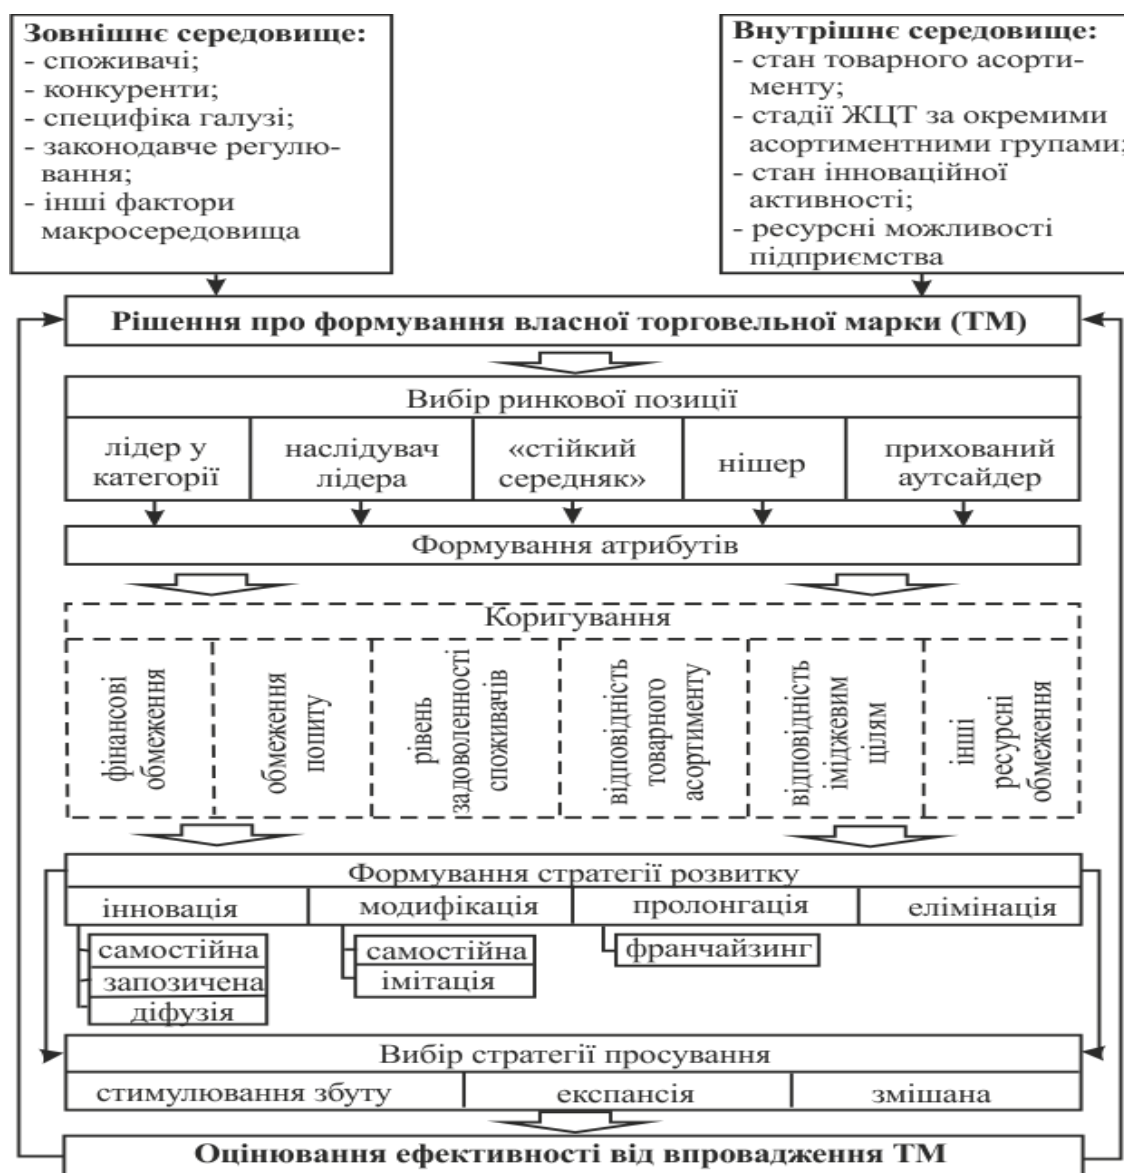 Зовнішнє середовище:
- споживачі;
- конкуренти;
- специфіка галузі;
- законодавче регулю-
вання;
- інші фактори
макросередовища
Внутрішнє середовище:
- стан товарного асорти-
менту;
- стадії ЖЦТ за окремими
асортиментними групами;
- стан інноваційної
активності;
- ресурсні можливості
підприємства
Рішення про формування власної торговельної марки (ТМ)
Вибір ринкової позиції
лідер у
категорії
наслідувач
лідера
«стійкий
середняк»
нішер
прихований
аутсайдер
Формування атрибутів
Коригування
фінансові
обмеження
обмеження
попиту
рівень
задоволенності
споживачів
відповідність
товарного
асортименту
відповідність
іміджевим
цілям
інші
ресурсні
обмеження
Формування стратегії розвитку
інновація
модифікація
пролонгація
елімінація
самостійна
запозичена
діфузія
самостійна
імітація
франчайзинг
Вибір стратегії просування
стимулювання збуту
експансія
змішана
Оцінювання ефективності від впровадження ТМ